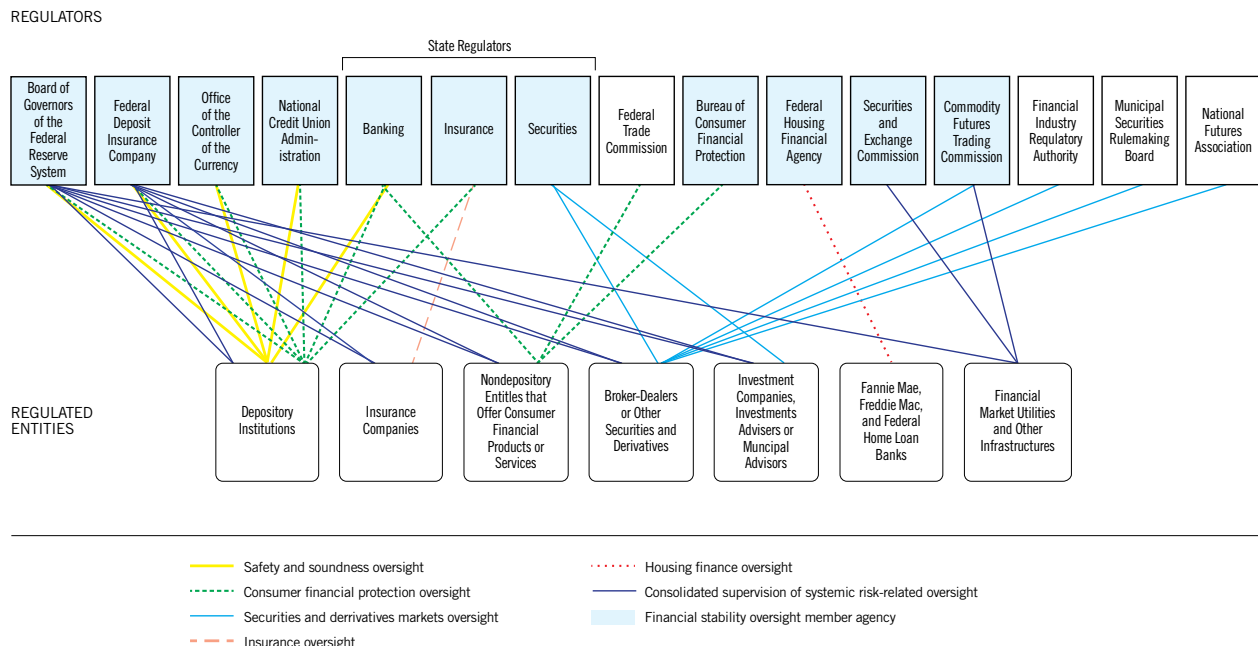 REGULATORS
State Regulators
Board of
Governors
of the
Federal
Reserve
System
Federal
Deposit
Insurance
Company
Office
of the
Controller
of the
Currency
National
Credit Union
Admin-
istration
Banking
Insurance
Securities
Federal
Trade
Commission
Bureau of
Consumer
Financial
Protection
Federal
Housing
Financial
Agency
Securities
and
Exchange
Commission
Commodity
Futures
Trading
Commission
Financial
Industry
Requlatory
Authority
Municipal
Securities
Rulemaking
Board
National
Futures
Association
REGULATED
ENTITIES
Depository
Institutions
Insurance
Companies
Nondepository
Entitles that
Offer Consumer
Financial
Products or
Services
Broker-Dealers
or Other
Securities and
Derivatives
Investment
Companies,
Investments
Advisers or
Muncipal
Advisors
Fannie Mae,
Freddie Mac,
and Federal
Home Loan
Banks
Financial
Market Utilities
and Other
Infrastructures
Safety and soundness oversight
Consumer financial protection oversight
Securities and derrivatives markets oversight
Insurance oversight
Housing finance oversight
Consolidated supervision of systemic risk-related oversight
Financial stability oversight member agency